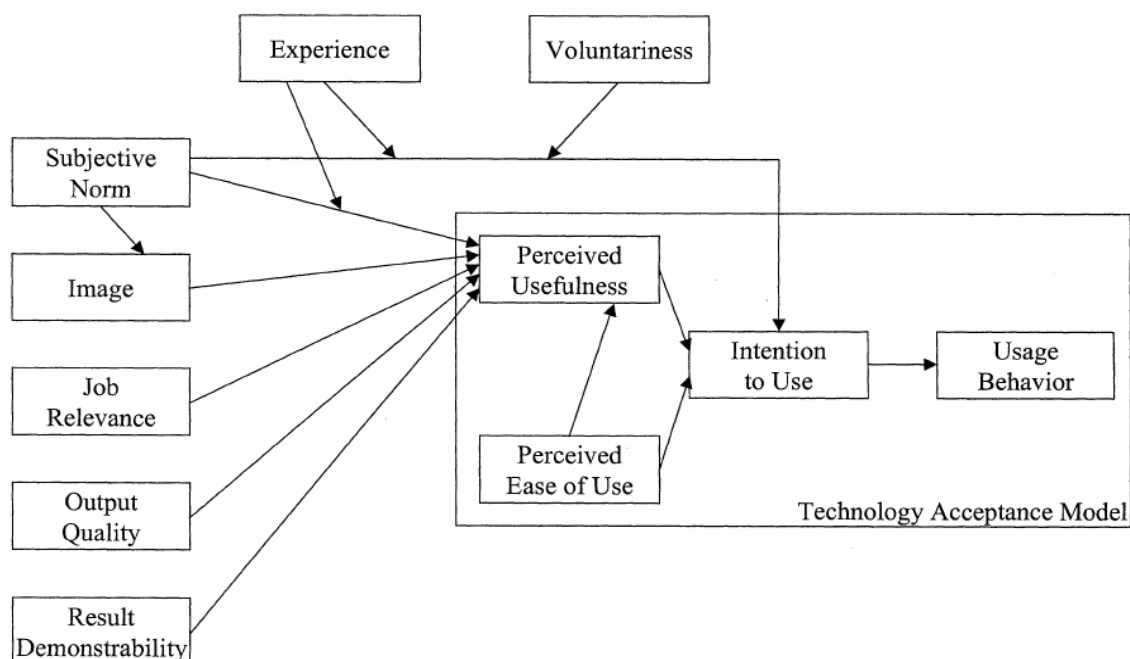 Experience
Voluntariness
Subjective
Norm
Image
Job
Relevance
Output
Quality
Result
Demonstrability
Perceived
Usefulness
Perceived
Ease of Use
Intention
to Use
Usage
Behavior
Technology Acceptance Model